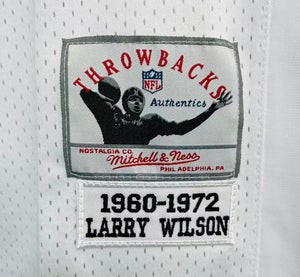 THROWBACKS
NFL
Authentics
NOSTALGIA CO.
Mitchell & Ness
PHILADELPHIA, PA
1960-1972
LARRY WILSON